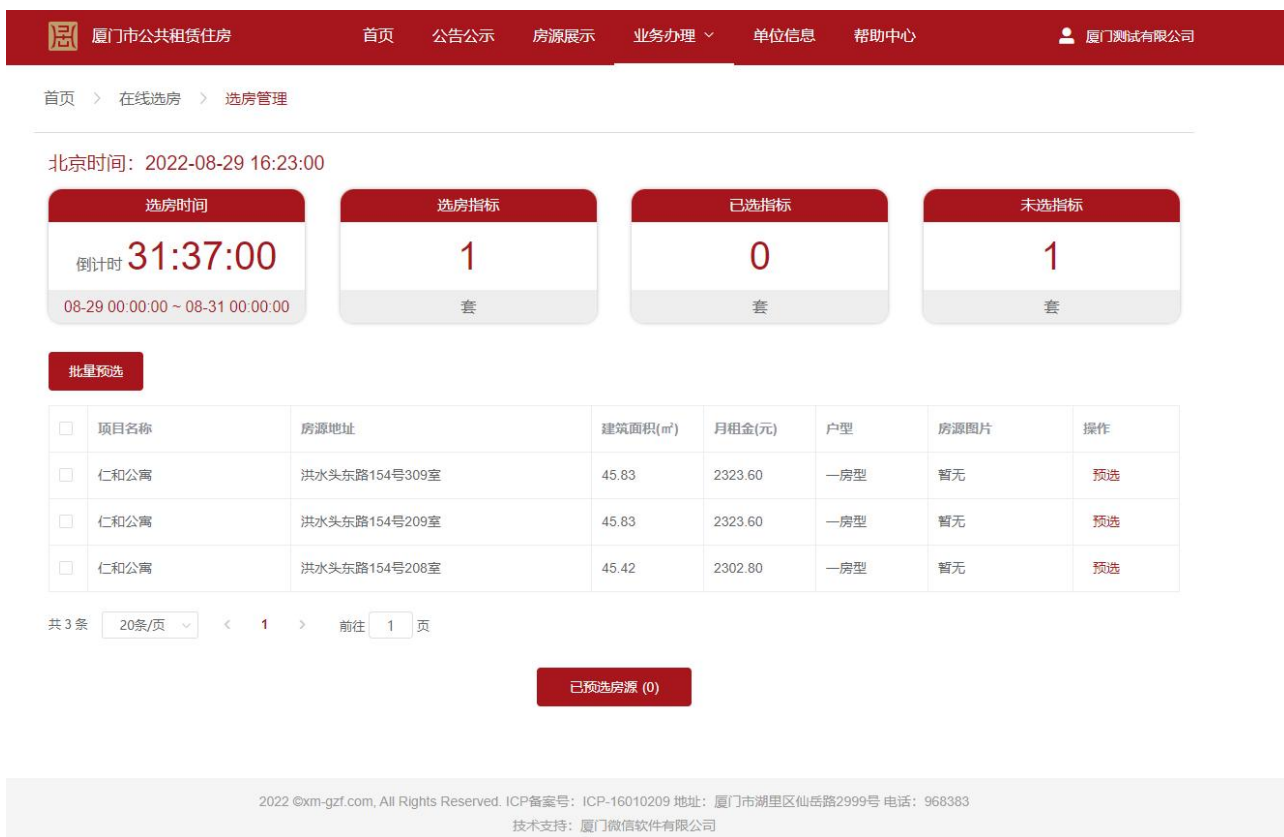 厦门市公共租赁住房 首页 公告公示 房源展示 业务办理 单位信息 帮助中心 厦门测试有限公司
首页 > 在线选房 > 选房管理
北京时间：2022-08-29 16:23:00
选房时间 选房指标 已选指标 未选指标
倒计时 31:37:00 1 0 1
08-29 00:00:00 ~ 08-31 00:00:00 套 套 套
批量预选
项目名称 房源地址 建筑面积(㎡) 月租金(元) 户型 房源图片 操作
仁和公寓 洪水头东路154号309室 45.83 2323.60 一房型 暂无 预选
仁和公寓 洪水头东路154号209室 45.83 2323.60 一房型 暂无 预选
仁和公寓 洪水头东路154号208室 45.42 2302.80 一房型 暂无 预选
共 3 条 20条/页 < 1 > 前往 1 页
已预选房源 (0)
2022 ©xm-gzf.com, All Rights Reserved. ICP备案号：ICP-16010209 地址：厦门市湖里区仙岳路2999号 电话：968383
技术支持：厦门微信软件有限公司